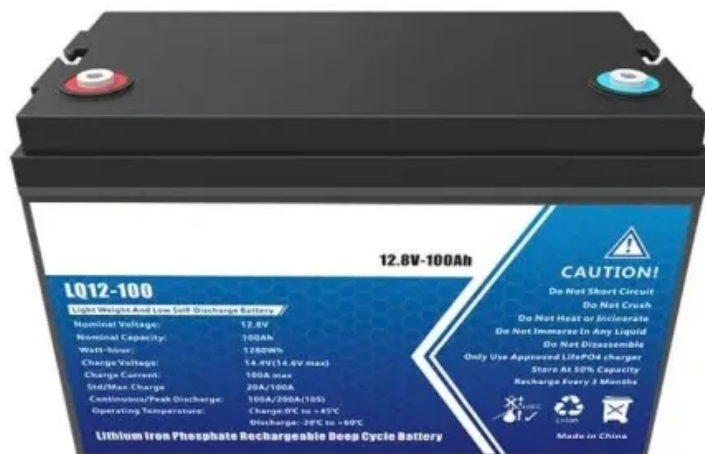 12.8V-100Ah
LQ12-100
Light Weight And Low Self-Discharge Battery
Nominal Voltage: 12.8V
Nominal Capacity: 100Ah
Watt-hour: 1280Wh
Charge Voltage: 14.4V(14.6V max)
Charge Current: 100A max
Std/Max.Charge 20A/100A
Continuous/Peak Discharge: 100A/200A(10S)
Operating Temperature: Charge:0℃ to +45℃
Discharge:-20℃ to +60℃
Lithium Iron Phosphate Rechargeable Deep Cycle Battery
CAUTION!
Do Not Short Circuit
Do Not Crush
Do Not Heat or Incinerate
Do Not Immerse In Any Liquid
Do Not Disassemble
Only Use Approved LifePO4 charger
Store At 50% Capacity
Recharge Every 3 Months
Li-ion
Made in China